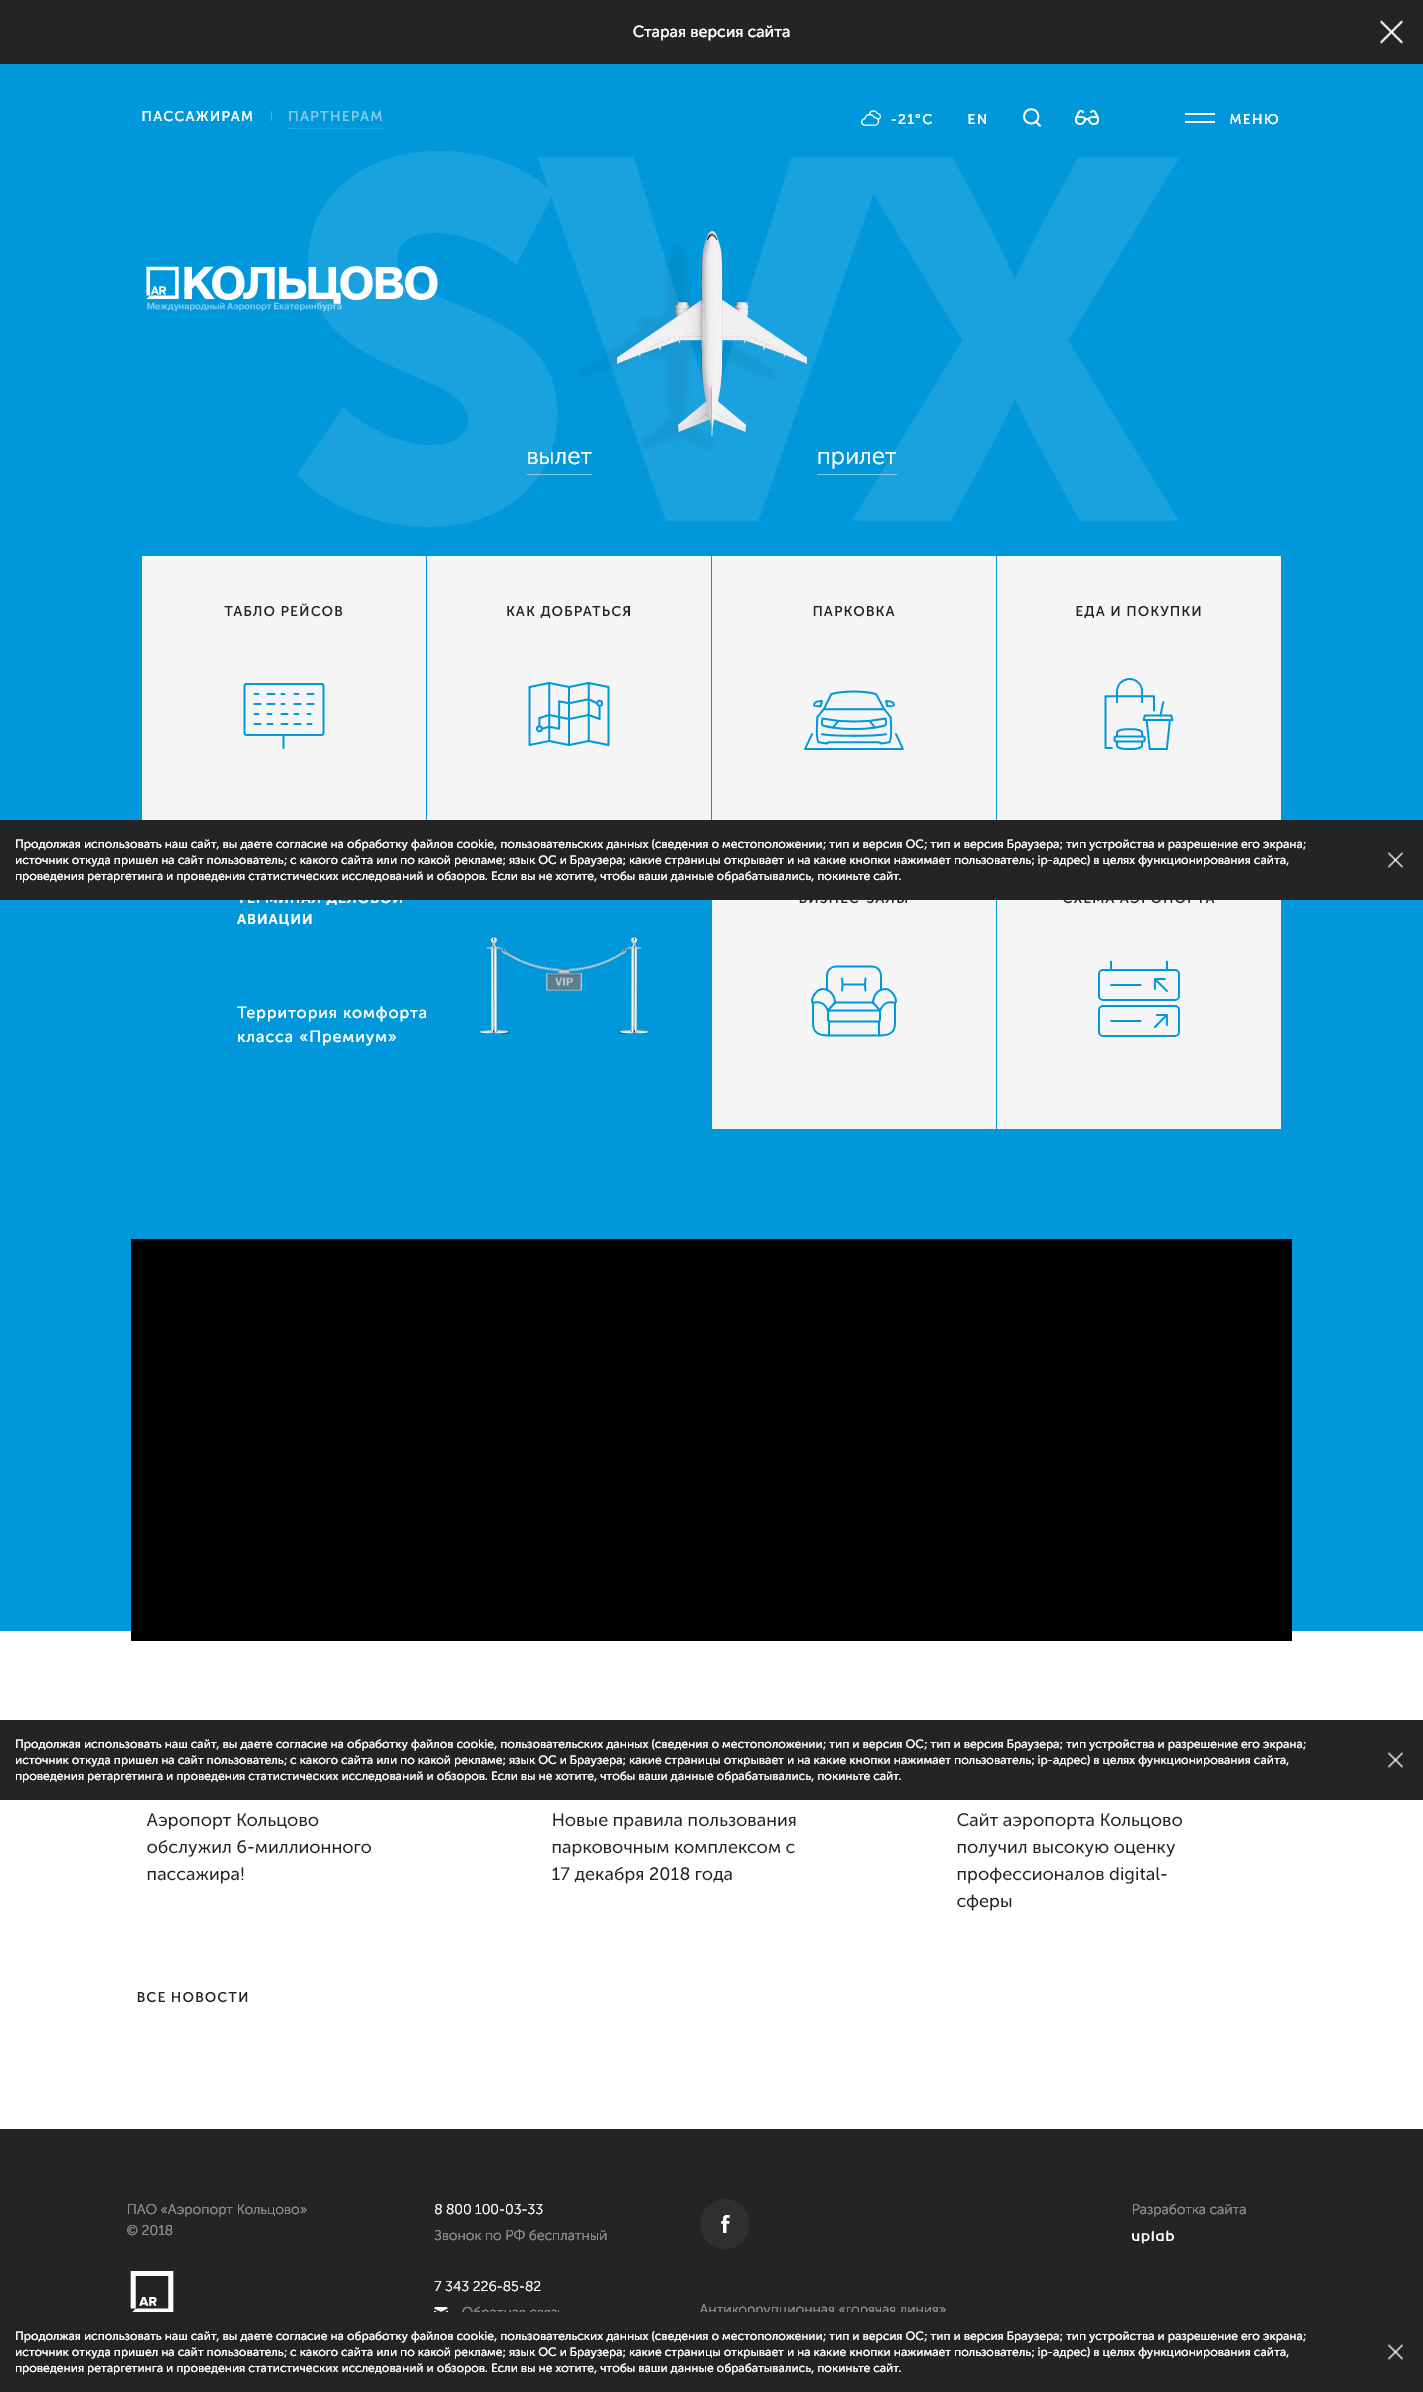 Старая версия сайта
ПАССАЖИРАМ
ПАРТНЕРАМ
-21°C
EN
МЕНЮ
SVX
AR
КОЛЬЦОВО
Международный Аэропорт Екатеринбурга
вылет
прилет
ТАБЛО РЕЙСОВ
КАК ДОБРАТЬСЯ
ПАРКОВКА
ЕДА И ПОКУПКИ
Продолжая использовать наш сайт, вы даете согласие на обработку файлов cookie, пользовательских данных (сведения о местоположении; тип и версия ОС; тип и версия Браузера; тип устройства и разрешение его экрана;
источник откуда пришел на сайт пользователь; с какого сайта или по какой рекламе; язык ОС и Браузера; какие страницы открывает и на какие кнопки нажимает пользователь; ip-адрес) в целях функционирования сайта,
проведения ретаргетинга и проведения статистических исследований и обзоров. Если вы не хотите, чтобы ваши данные обрабатывались, покиньте сайт.
ТЕРМИНАЛ ДЕЛОВОЙ
АВИАЦИИ
Территория комфорта
класса «Премиум»
VIP
БИЗНЕС-ЗАЛЫ
СХЕМА АЭРОПОРТА
Продолжая использовать наш сайт, вы даете согласие на обработку файлов cookie, пользовательских данных (сведения о местоположении; тип и версия ОС; тип и версия Браузера; тип устройства и разрешение его экрана;
источник откуда пришел на сайт пользователь; с какого сайта или по какой рекламе; язык ОС и Браузера; какие страницы открывает и на какие кнопки нажимает пользователь; ip-адрес) в целях функционирования сайта,
проведения ретаргетинга и проведения статистических исследований и обзоров. Если вы не хотите, чтобы ваши данные обрабатывались, покиньте сайт.
Аэропорт Кольцово
обслужил 6-миллионного
пассажира!
Новые правила пользования
парковочным комплексом с
17 декабря 2018 года
Сайт аэропорта Кольцово
получил высокую оценку
профессионалов digital-
сферы
ВСЕ НОВОСТИ
ПАО «Аэропорт Кольцово»
© 2018
AR
8 800 100-03-33
Звонок по РФ бесплатный
7 343 226-85-82
Обратная связь
f
Антикоррупционная «горячая линия»
Разработка сайта
uplab
Продолжая использовать наш сайт, вы даете согласие на обработку файлов cookie, пользовательских данных (сведения о местоположении; тип и версия ОС; тип и версия Браузера; тип устройства и разрешение его экрана;
источник откуда пришел на сайт пользователь; с какого сайта или по какой рекламе; язык ОС и Браузера; какие страницы открывает и на какие кнопки нажимает пользователь; ip-адрес) в целях функционирования сайта,
проведения ретаргетинга и проведения статистических исследований и обзоров. Если вы не хотите, чтобы ваши данные обрабатывались, покиньте сайт.